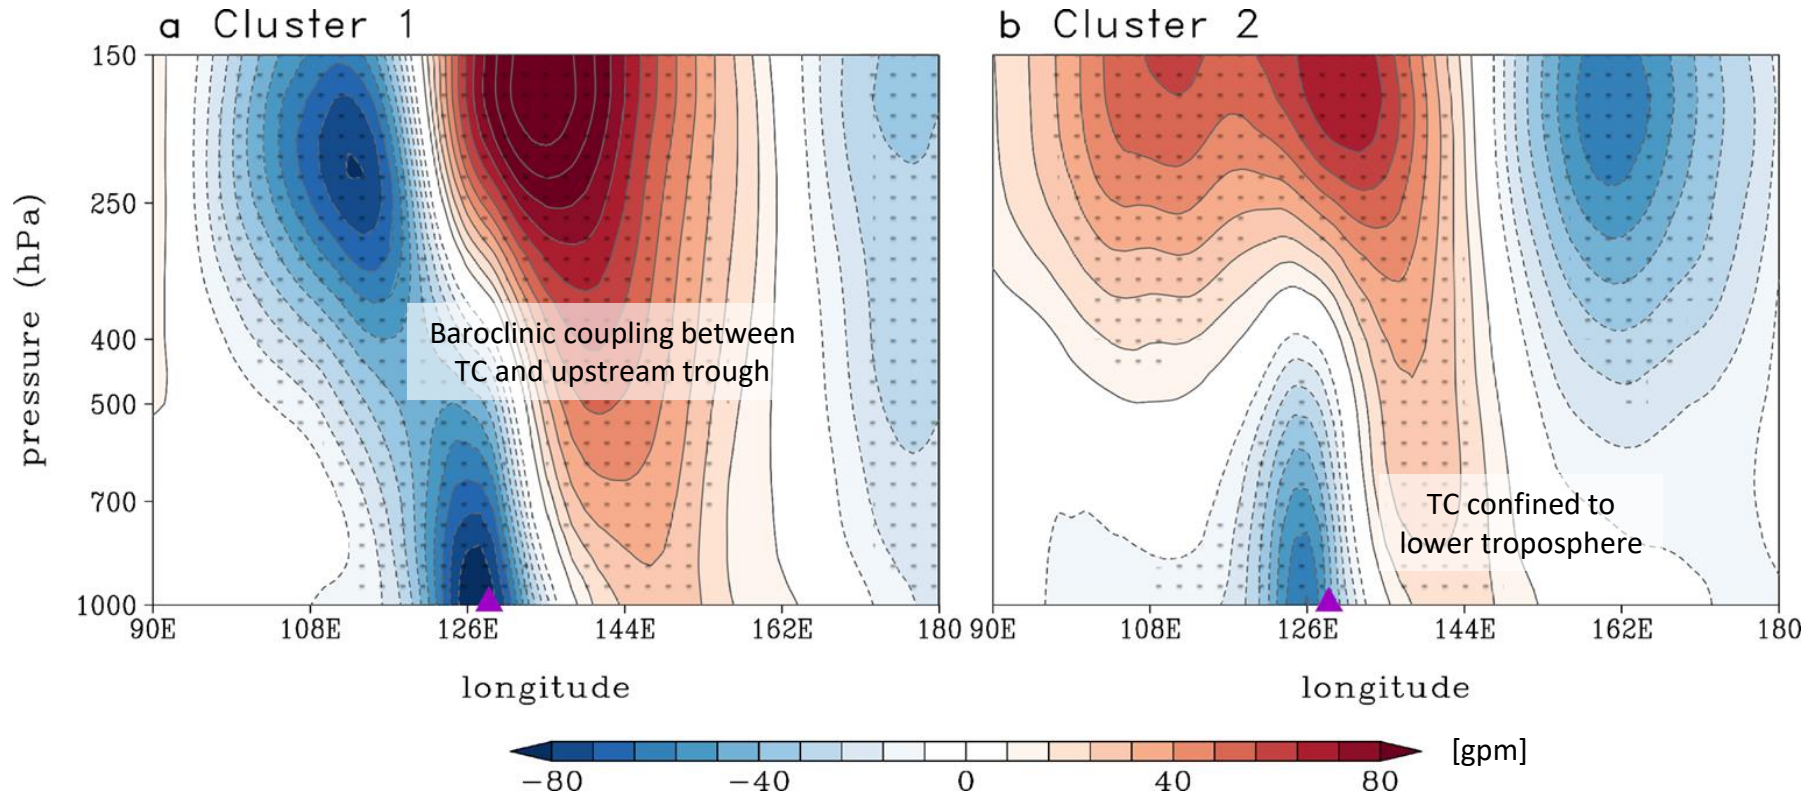 a Cluster 1
b Cluster 2
pressure (hPa)
150
250
400
500
700
1000
Baroclinic coupling between
TC and upstream trough
TC confined to
lower troposphere
90E 108E 126E 144E 162E 180
90E 108E 126E 144E 162E 180
longitude
longitude
−80 −40 0 40 80
[gpm]